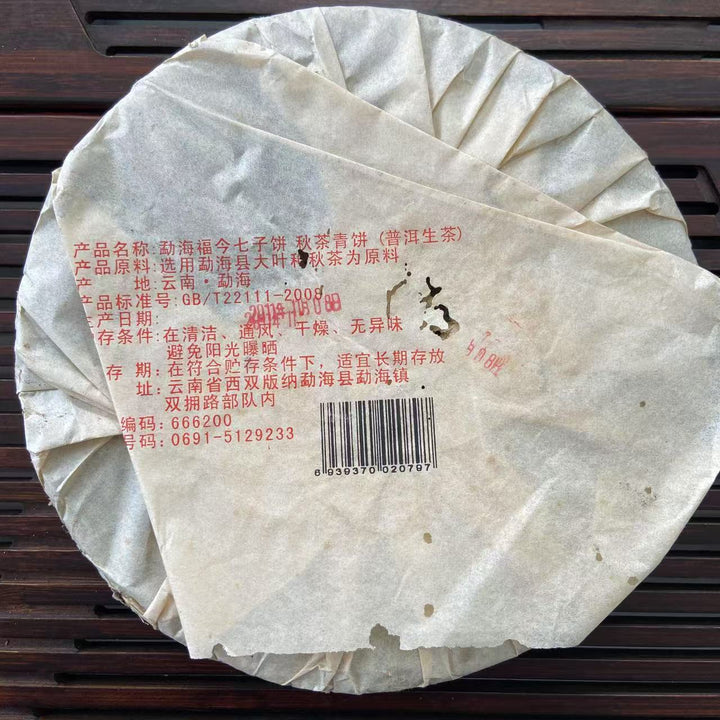 产品名称:勐海福今七子饼 秋茶青饼 (普洱生茶)
产品原料:选用勐海县大叶种秋茶为原料
产 地:云南·勐海
产品标准号:GB/T22111-2008
生产日期:
存条件:在清洁、通风、干燥、无异味
避免阳光曝晒
存 期:在符合贮存条件下,适宜长期存放
址:云南省西双版纳勐海县勐海镇
双拥路部队内
编码:666200
号码:0691-5129233
6 939370 020797